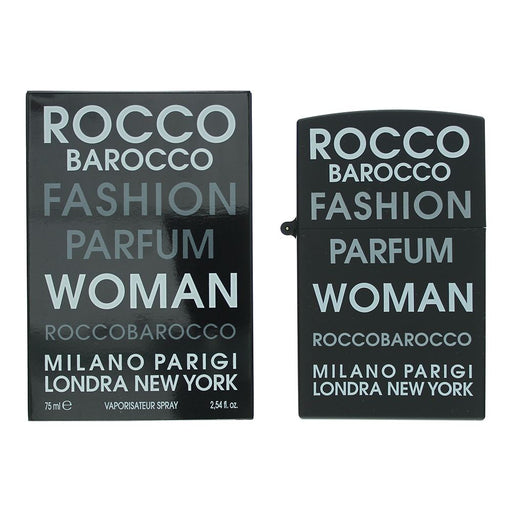 ROCCO
BAROCCO
FASHION
PARFUM
WOMAN
ROCCOBAROCCO
MILANO PARIGI
LONDRA NEW YORK
75 ml ℮ VAPORISATEUR SPRAY 2,54 fl. oz.
ROCCO
BAROCCO
FASHION
PARFUM
WOMAN
ROCCOBAROCCO
MILANO PARIGI
LONDRA NEW YORK